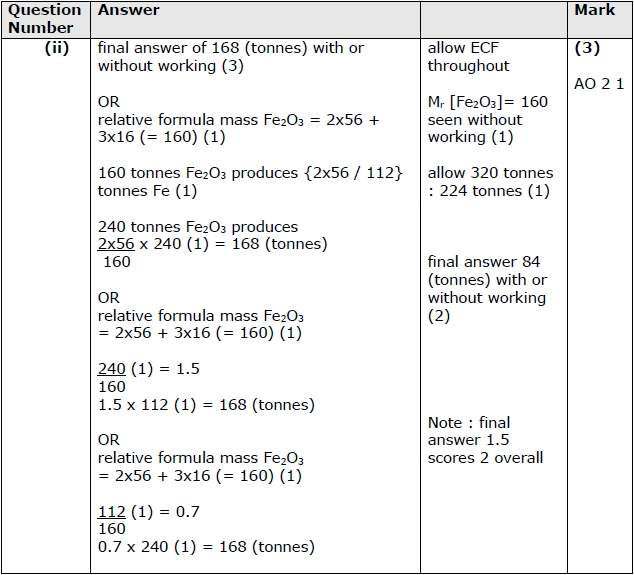 Question Number
Answer
Mark
(ii)
final answer of 168 (tonnes) with or
without working (3)
OR
relative formula mass Fe₂O₃ = 2x56 +
3x16 (= 160) (1)
160 tonnes Fe₂O₃ produces {2x56 / 112}
tonnes Fe (1)
240 tonnes Fe₂O₃ produces
2x56 x 240 (1) = 168 (tonnes)
160
OR
relative formula mass Fe₂O₃
= 2x56 + 3x16 (= 160) (1)
240 (1) = 1.5
160
1.5 x 112 (1) = 168 (tonnes)
OR
relative formula mass Fe₂O₃
= 2x56 + 3x16 (= 160) (1)
112 (1) = 0.7
160
0.7 x 240 (1) = 168 (tonnes)
allow ECF
throughout
Mᵣ [Fe₂O₃]= 160
seen without
working (1)
allow 320 tonnes
: 224 tonnes (1)
final answer 84
(tonnes) with or
without working
(2)
Note : final
answer 1.5
scores 2 overall
(3)
AO 2 1